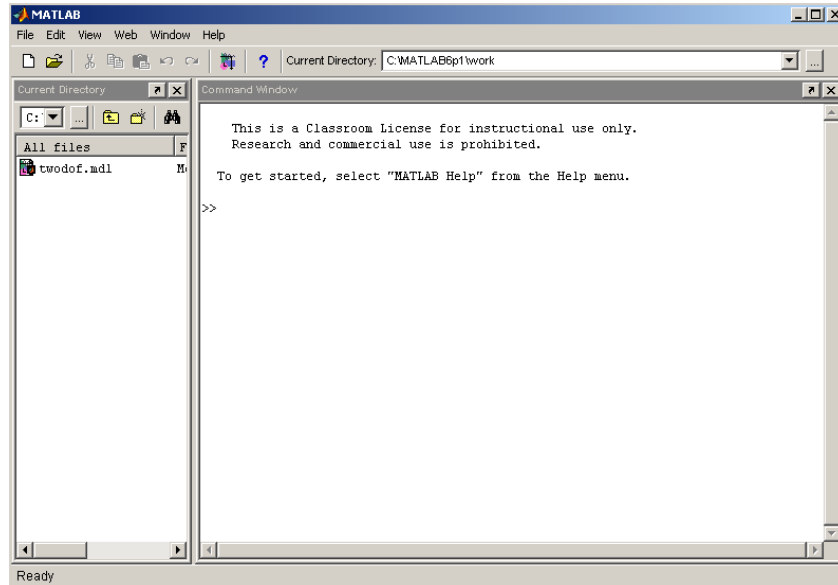 MATLAB
File Edit View Web Window Help
? Current Directory: C:\MATLAB6p1\work ...
Current Directory
C:\ ...
All files F
twodof.mdl M
Command Window
This is a Classroom License for instructional use only.
Research and commercial use is prohibited.
To get started, select "MATLAB Help" from the Help menu.
>>
Ready